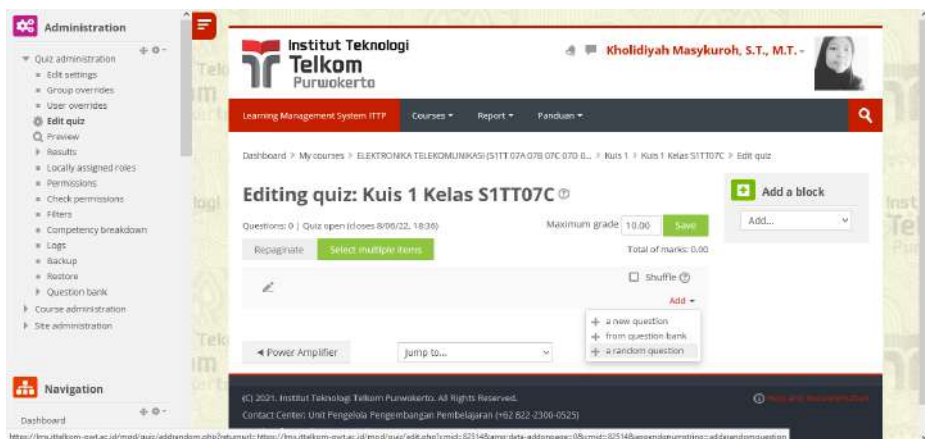 Administration
Quiz administration
Edit settings
Group overrides
User overrides
Edit quiz
Preview
Results
Locally assigned roles
Permissions
Check permissions
Filters
Competency breakdown
Logs
Backup
Restore
Question bank
Course administration
Site administration
Navigation
Dashboard
Institut Teknologi
Telkom
Purwokerto
Kholidiyah Masykuroh, S.T., M.T.
Learning Management System ITTP
Courses
Report
Panduan
Dashboard > My courses > ELEKTRONIKA TELEKOMUNIKASI (S1TT 07A 07B 07C 07D 0... > Kuis 1 > Kuis 1 Kelas S1TT07C > Edit quiz
Editing quiz: Kuis 1 Kelas S1TT07C
Questions: 0 | Quiz open (closes 8/06/22, 18:36)
Maximum grade 10.00 Save
Repaginate Select multiple items
Total of marks: 0.00
Shuffle
Add
a new question
from question bank
a random question
Power Amplifier
Jump to...
Add a block
Add...
(C) 2021. Institut Teknologi Telkom Purwokerto. All Rights Reserved.
Contact Center: Unit Pengelola Pengembangan Pembelajaran (+62 822-2300-0525)